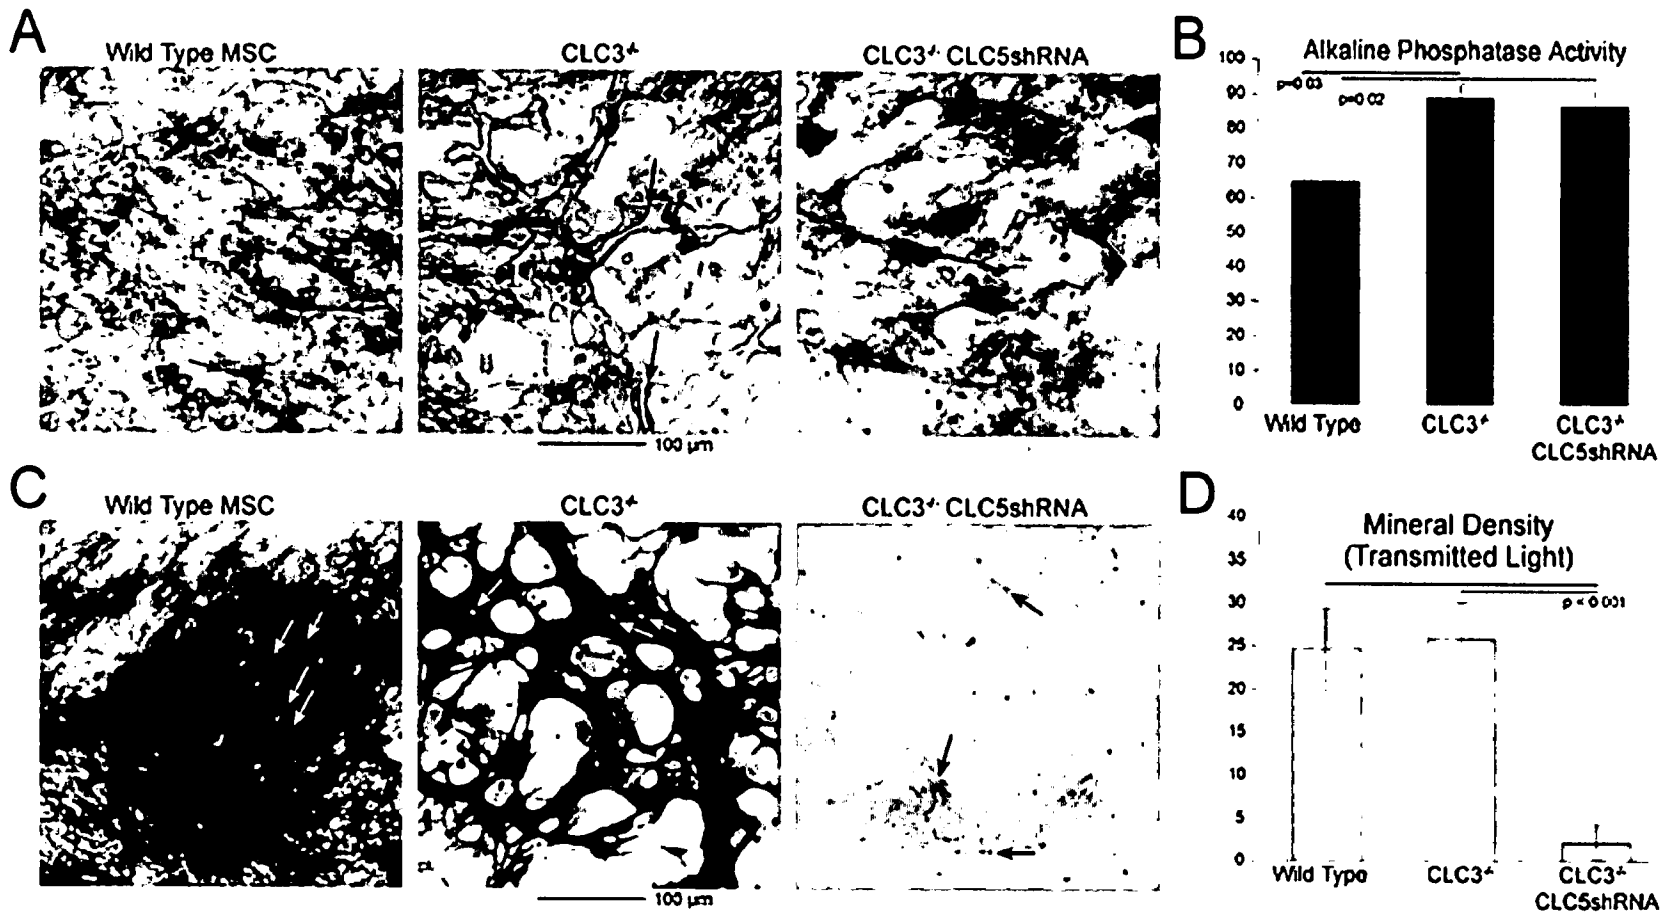 A
Wild Type MSC
CLC3-/-
CLC3-/- CLC5shRNA
100 µm
B
Alkaline Phosphatase Activity
p=0.03
p=0.02
100
90
80
70
60
50
40
30
20
10
0
Wild Type
CLC3-/-
CLC3-/-
CLC5shRNA
C
Wild Type MSC
CLC3-/-
CLC3-/- CLC5shRNA
100 µm
D
Mineral Density
(Transmitted Light)
p < 0.001
40
35
30
25
20
15
10
5
0
Wild Type
CLC3-/-
CLC3-/-
CLC5shRNA